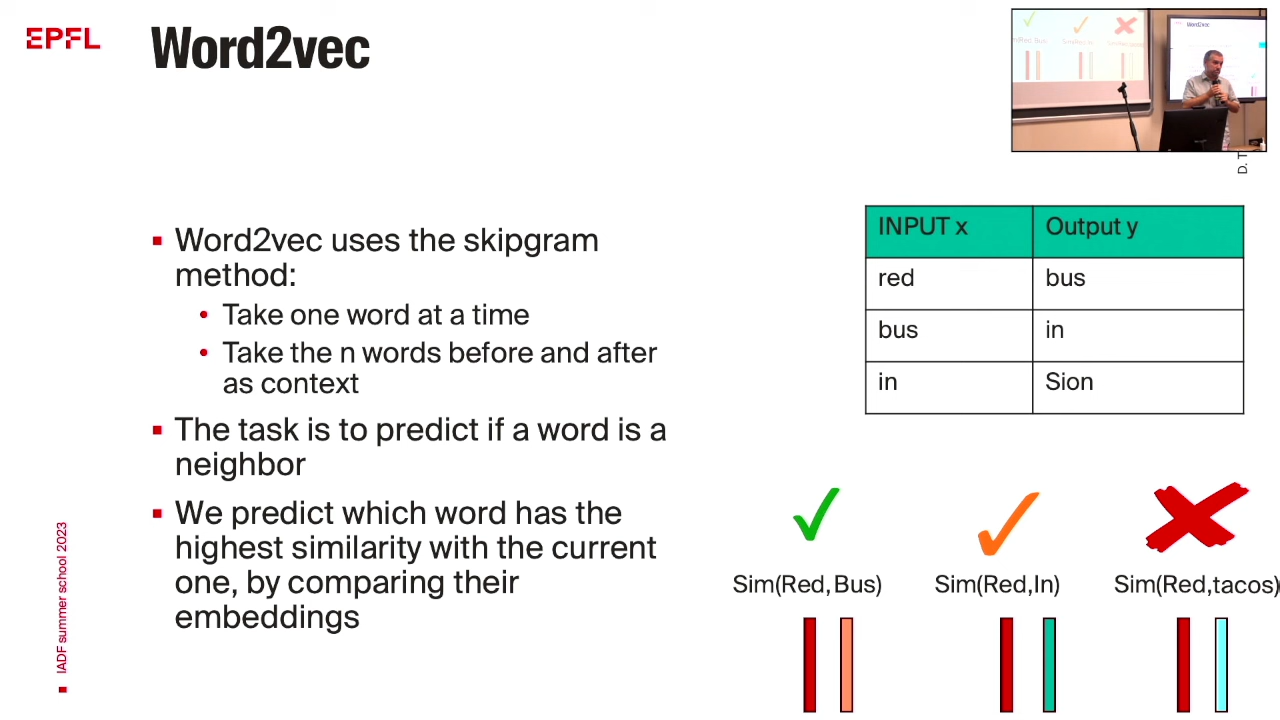 EPFL
Word2vec
D. T
Word2vec uses the skipgram
method:
Take one word at a time
Take the n words before and after
as context
The task is to predict if a word is a
neighbor
We predict which word has the
highest similarity with the current
one, by comparing their
embeddings
INPUT x Output y
red bus
bus in
in Sion
Sim(Red, Bus) Sim(Red,In) Sim(Red,tacos)
IADF summer school 2023
Word2vec